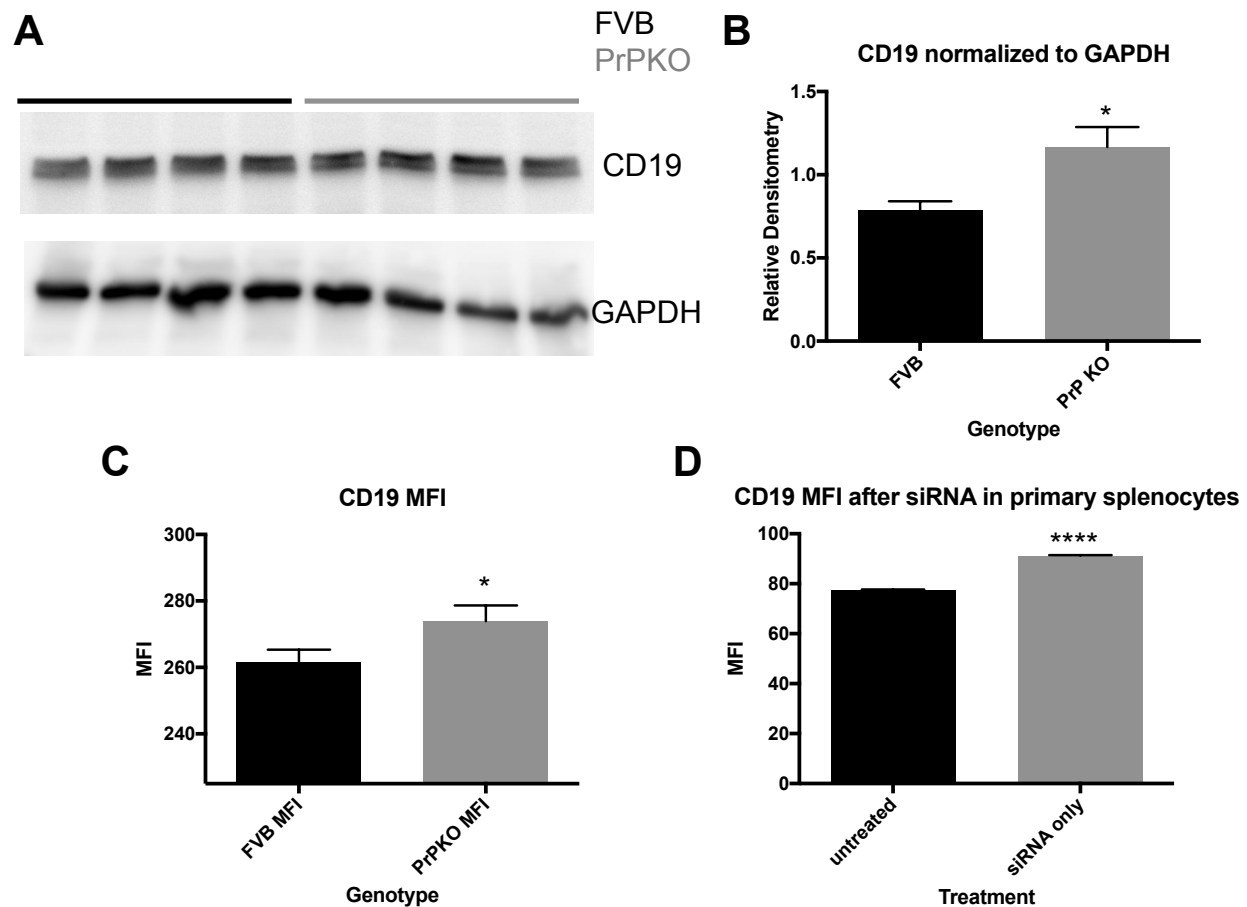 A
FVB
PrPKO
CD19
GAPDH
B
CD19 normalized to GAPDH
Relative Densitometry
1.5
1.0
0.5
0.0
*
FVB
PrP KO
Genotype
C
CD19 MFI
MFI
300
280
260
240
*
FVB MFI
PrPKO MFI
Genotype
D
CD19 MFI after siRNA in primary splenocytes
MFI
100
80
60
40
20
0
****
untreated
siRNA only
Treatment